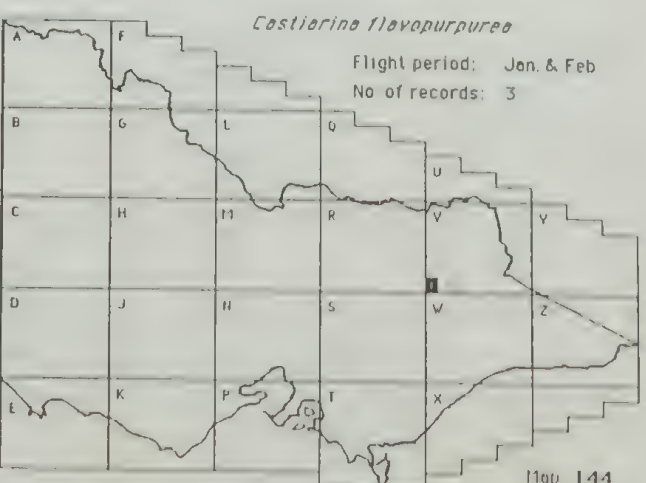 Castiarina flavopurpurea
Flight period: Jan. & Feb
No of records: 3
A F
B G L Q
U
C H M R V Y
D J N S W Z
E K P T X
Map 144